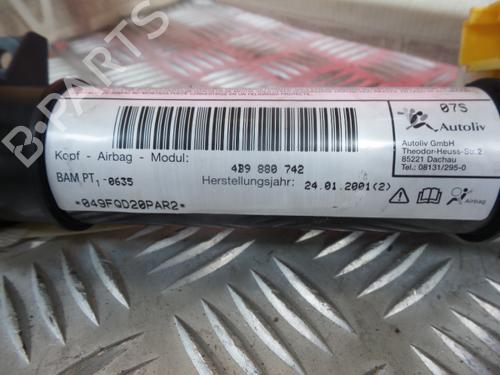 B-PARTS
07S
Autoliv
Autoliv GmbH
Theodor-Heuss-Str.2
85221 Dachau
Tel.: 08131/295-0
Kopf - Airbag - Modul: 4B9 880 742
BAM PT1-0635 Herstellungsjahr: 24.01.2001(2)
*049FQD20PAR2*
Airbag